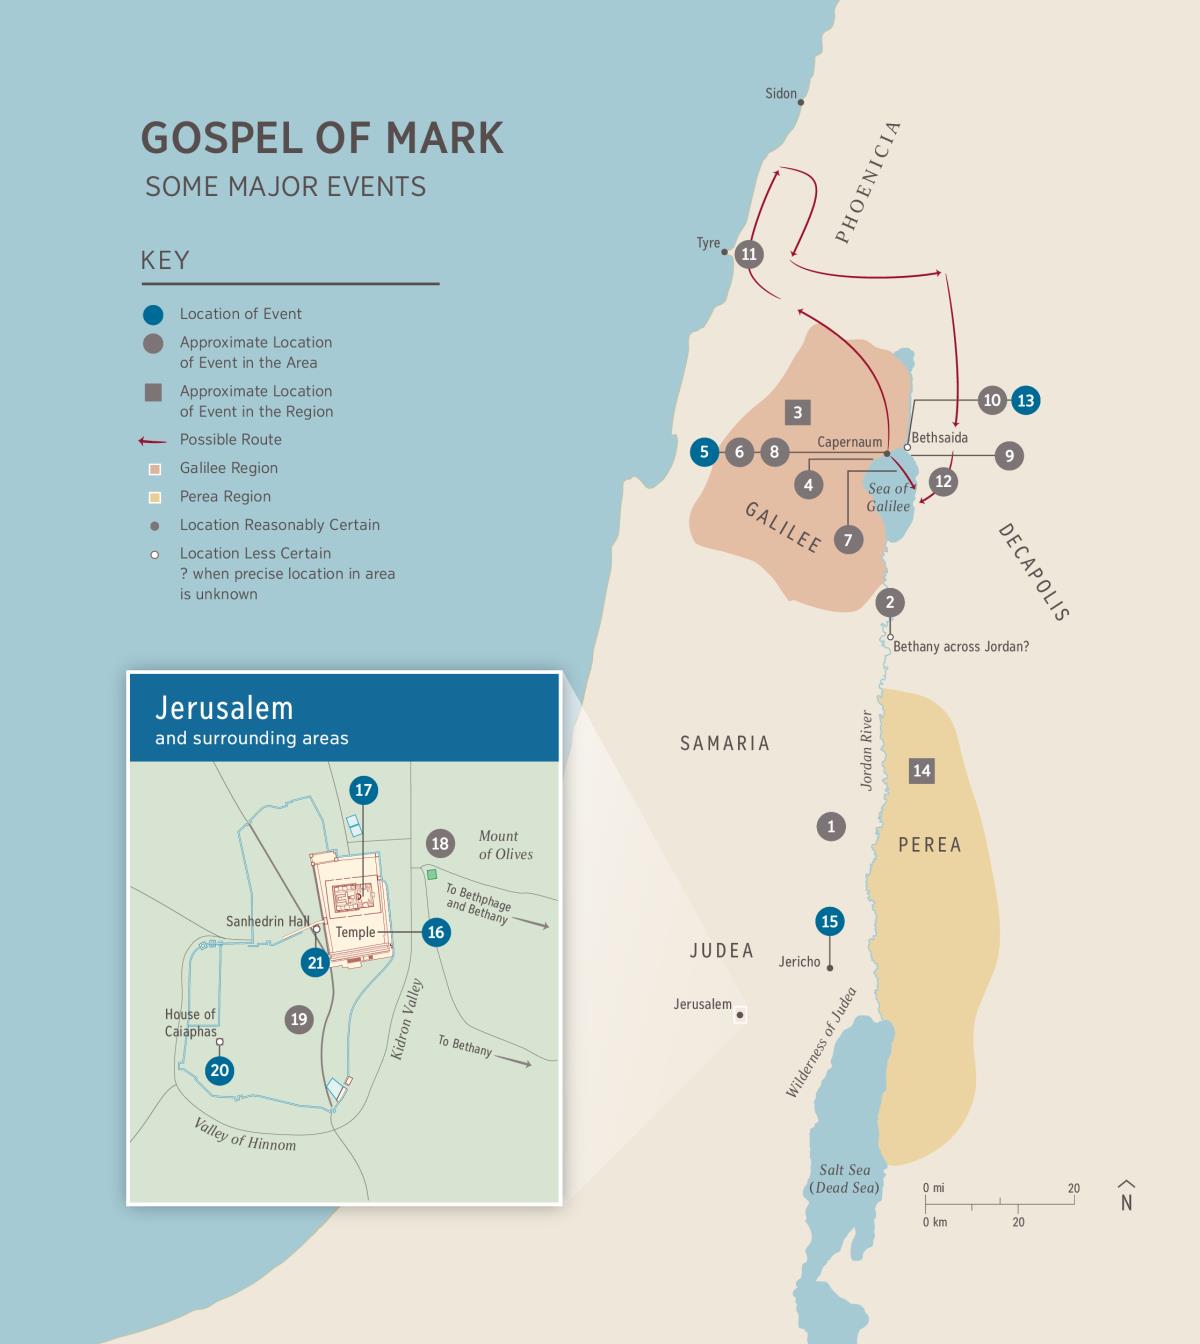 GOSPEL OF MARK
SOME MAJOR EVENTS
KEY
Location of Event
Approximate Location
of Event in the Area
Approximate Location
of Event in the Region
Possible Route
Galilee Region
Perea Region
Location Reasonably Certain
Location Less Certain
? when precise location in area
is unknown
Sidon
PHOENICIA
Tyre
11
10
13
3
Capernaum
Bethsaida
5
6
8
9
4
12
Sea of
Galilee
GALILEE
7
DECAPOLIS
2
Bethany across Jordan?
SAMARIA
Jordan River
14
1
PEREA
15
JUDEA
Jericho
Jerusalem
Wilderness of Judea
Salt Sea
(Dead Sea)
0 mi
20
0 km
20
N
Jerusalem
and surrounding areas
17
18
Mount
of Olives
To Bethphage
and Bethany
Sanhedrin Hall
Temple
16
21
19
Kidron Valley
House of
Caiaphas
20
To Bethany
Valley of Hinnom